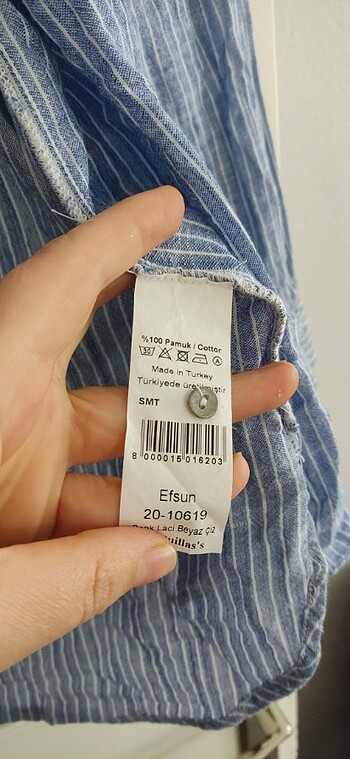 %100 Pamuk / Cotton
Made in Turkey
Türkiyede üretilmiştir
SMT
8 000015 016203
Efsun
20-10619
Renk Laci Beyaz Çiz